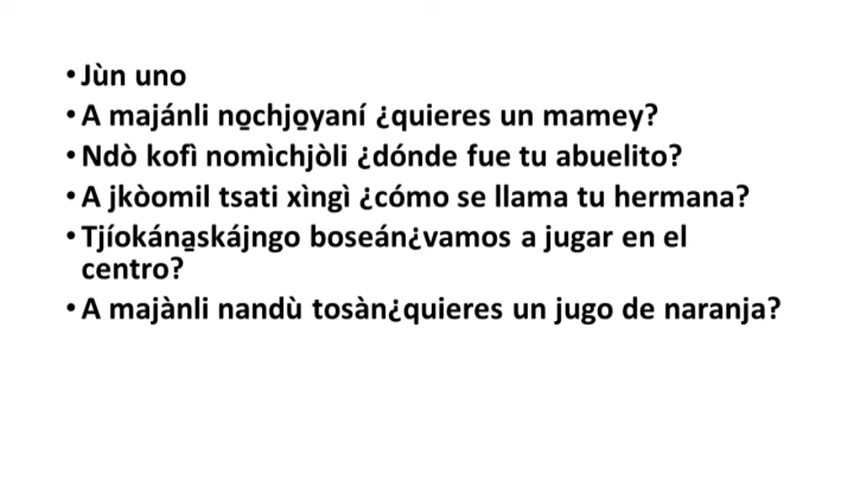 • Jùn uno
• A majánli no̱chjo̱yaní ¿quieres un mamey?
• Ndò kofì nomìchjòli ¿dónde fue tu abuelito?
• A jkòomil tsati xìngì ¿cómo se llama tu hermana?
• Tjíokána̱skájngo boseán¿vamos a jugar en el
centro?
• A majànli nandù tosàn¿quieres un jugo de naranja?